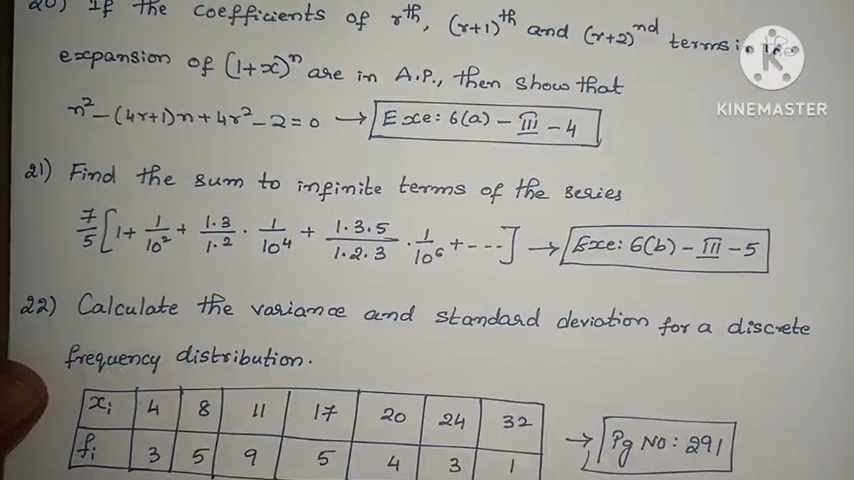 20) If the coefficients of rᵗʰ, (r+1)ᵗʰ and (r+2)ⁿᵈ terms in the
expansion of (1+x)ⁿ are in A.P., then show that
n²-(4r+1)n+4r²-2=0 → Exe: 6(a) - III - 4
KINEMASTER
21) Find the sum to infinite terms of the series
7/5[1+ 1/10² + 1·3/1·2 · 1/10⁴ + 1·3·5/1·2·3 · 1/10⁶ + ---] → Exe: 6(b) - III - 5
22) Calculate the variance and standard deviation for a discrete
frequency distribution.
xᵢ 4 8 11 17 20 24 32
fᵢ 3 5 9 5 4 3 1
→ Pg No: 291